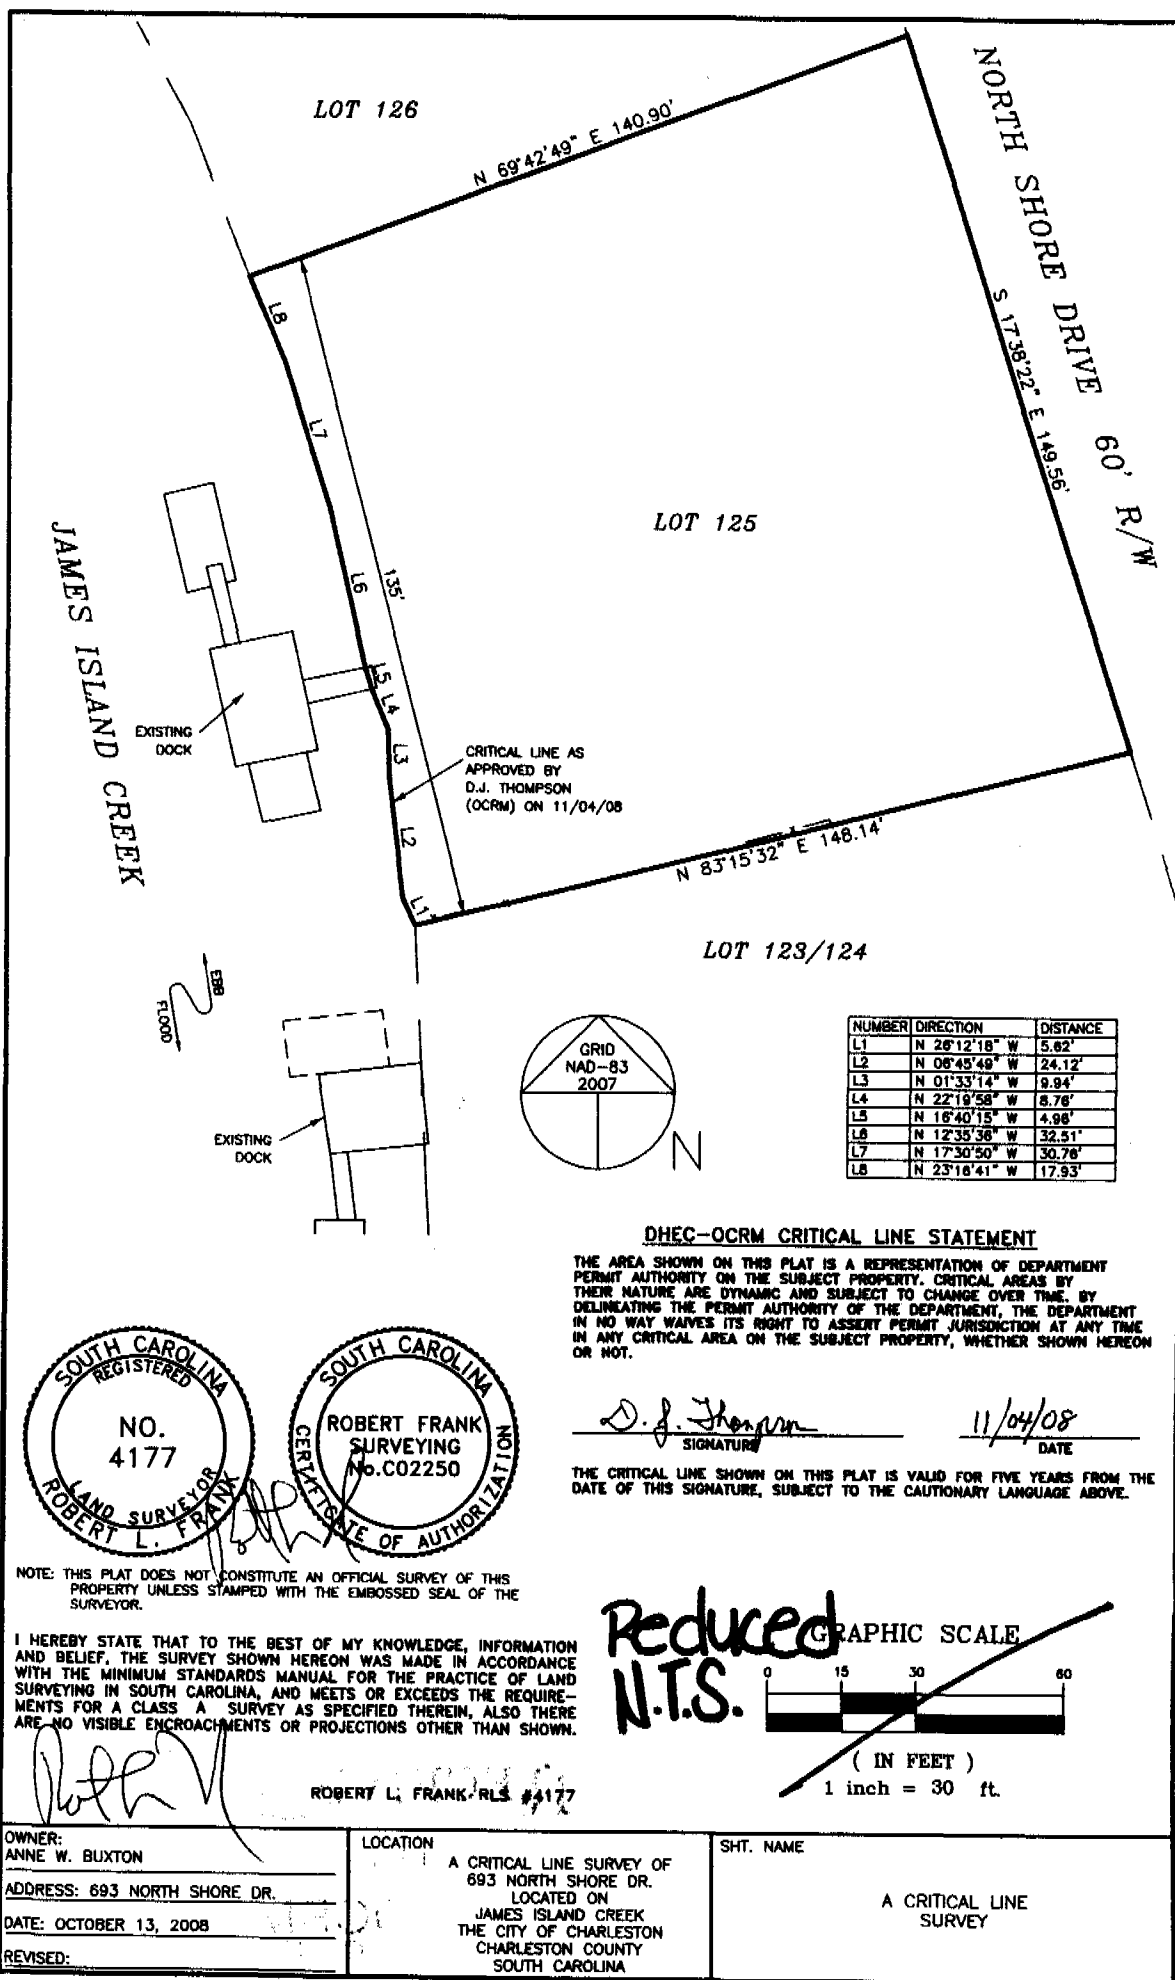 LOT 126
N 69°42'49" E 140.90'
NORTH SHORE DRIVE 60' R/W
S 17°38'22" E 149.56'
L8
L7
L6
135'
L5
L4
L3
L2
L1
LOT 125
JAMES ISLAND CREEK
EXISTING
DOCK
CRITICAL LINE AS
APPROVED BY
D.J. THOMPSON
(OCRM) ON 11/04/08
N 83°15'32" E 148.14'
LOT 123/124
EBB
FLOOD
EXISTING
DOCK
GRID
NAD-83
2007
N
NUMBER DIRECTION DISTANCE
L1 N 26°12'18" W 5.62'
L2 N 06°45'49" W 24.12'
L3 N 01°33'14" W 9.94'
L4 N 22°19'58" W 8.76'
L5 N 16°40'15" W 4.96'
L6 N 12°35'36" W 32.51'
L7 N 17°30'50" W 30.76'
L8 N 23°16'41" W 17.93'
DHEC-OCRM CRITICAL LINE STATEMENT
THE AREA SHOWN ON THIS PLAT IS A REPRESENTATION OF DEPARTMENT
PERMIT AUTHORITY ON THE SUBJECT PROPERTY. CRITICAL AREAS BY
THEIR NATURE ARE DYNAMIC AND SUBJECT TO CHANGE OVER TIME. BY
DELINEATING THE PERMIT AUTHORITY OF THE DEPARTMENT, THE DEPARTMENT
IN NO WAY WAIVES ITS RIGHT TO ASSERT PERMIT JURISDICTION AT ANY TIME
IN ANY CRITICAL AREA ON THE SUBJECT PROPERTY, WHETHER SHOWN HEREON
OR NOT.
D. J. Thompson 11/04/08
SIGNATURE DATE
THE CRITICAL LINE SHOWN ON THIS PLAT IS VALID FOR FIVE YEARS FROM THE
DATE OF THIS SIGNATURE, SUBJECT TO THE CAUTIONARY LANGUAGE ABOVE.
SOUTH CAROLINA
REGISTERED
NO.
4177
LAND SURVEYOR
ROBERT L. FRANK
SOUTH CAROLINA
ROBERT FRANK
SURVEYING
No.C02250
CERTIFICATE OF AUTHORIZATION
NOTE: THIS PLAT DOES NOT CONSTITUTE AN OFFICIAL SURVEY OF THIS
PROPERTY UNLESS STAMPED WITH THE EMBOSSED SEAL OF THE
SURVEYOR.
I HEREBY STATE THAT TO THE BEST OF MY KNOWLEDGE, INFORMATION
AND BELIEF, THE SURVEY SHOWN HEREON WAS MADE IN ACCORDANCE
WITH THE MINIMUM STANDARDS MANUAL FOR THE PRACTICE OF LAND
SURVEYING IN SOUTH CAROLINA, AND MEETS OR EXCEEDS THE REQUIRE-
MENTS FOR A CLASS A SURVEY AS SPECIFIED THEREIN, ALSO THERE
ARE NO VISIBLE ENCROACHMENTS OR PROJECTIONS OTHER THAN SHOWN.
ROBERT L. FRANK RLS #4177
Reduced
N.T.S.
GRAPHIC SCALE
0 15 30 60
( IN FEET )
1 inch = 30 ft.
OWNER:
ANNE W. BUXTON
ADDRESS: 693 NORTH SHORE DR.
DATE: OCTOBER 13, 2008
REVISED:
LOCATION
A CRITICAL LINE SURVEY OF
693 NORTH SHORE DR.
LOCATED ON
JAMES ISLAND CREEK
THE CITY OF CHARLESTON
CHARLESTON COUNTY
SOUTH CAROLINA
SHT. NAME
A CRITICAL LINE
SURVEY